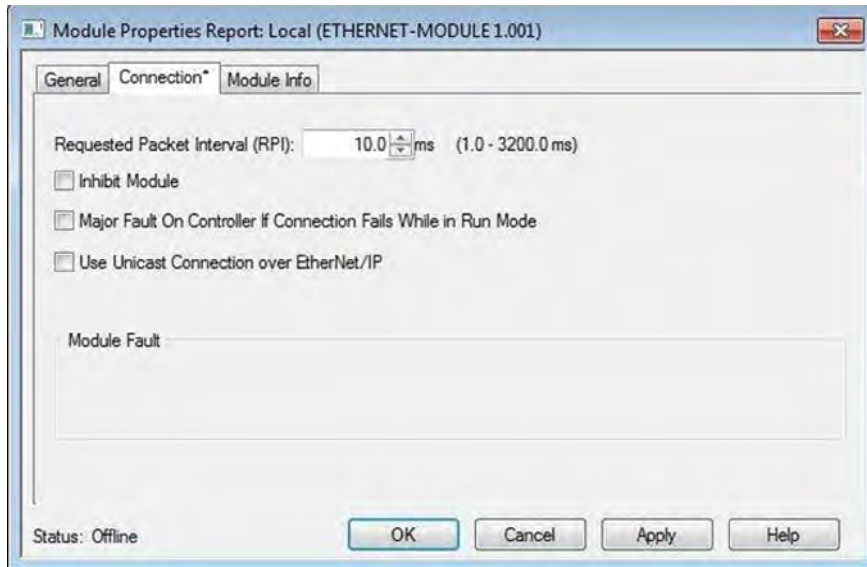 Module Properties Report: Local (ETHERNET-MODULE 1.001)
General Connection* Module Info
Requested Packet Interval (RPI): 10.0 ms (1.0 - 3200.0 ms)
Inhibit Module
Major Fault On Controller If Connection Fails While in Run Mode
Use Unicast Connection over EtherNet/IP
Module Fault
Status: Offline OK Cancel Apply Help